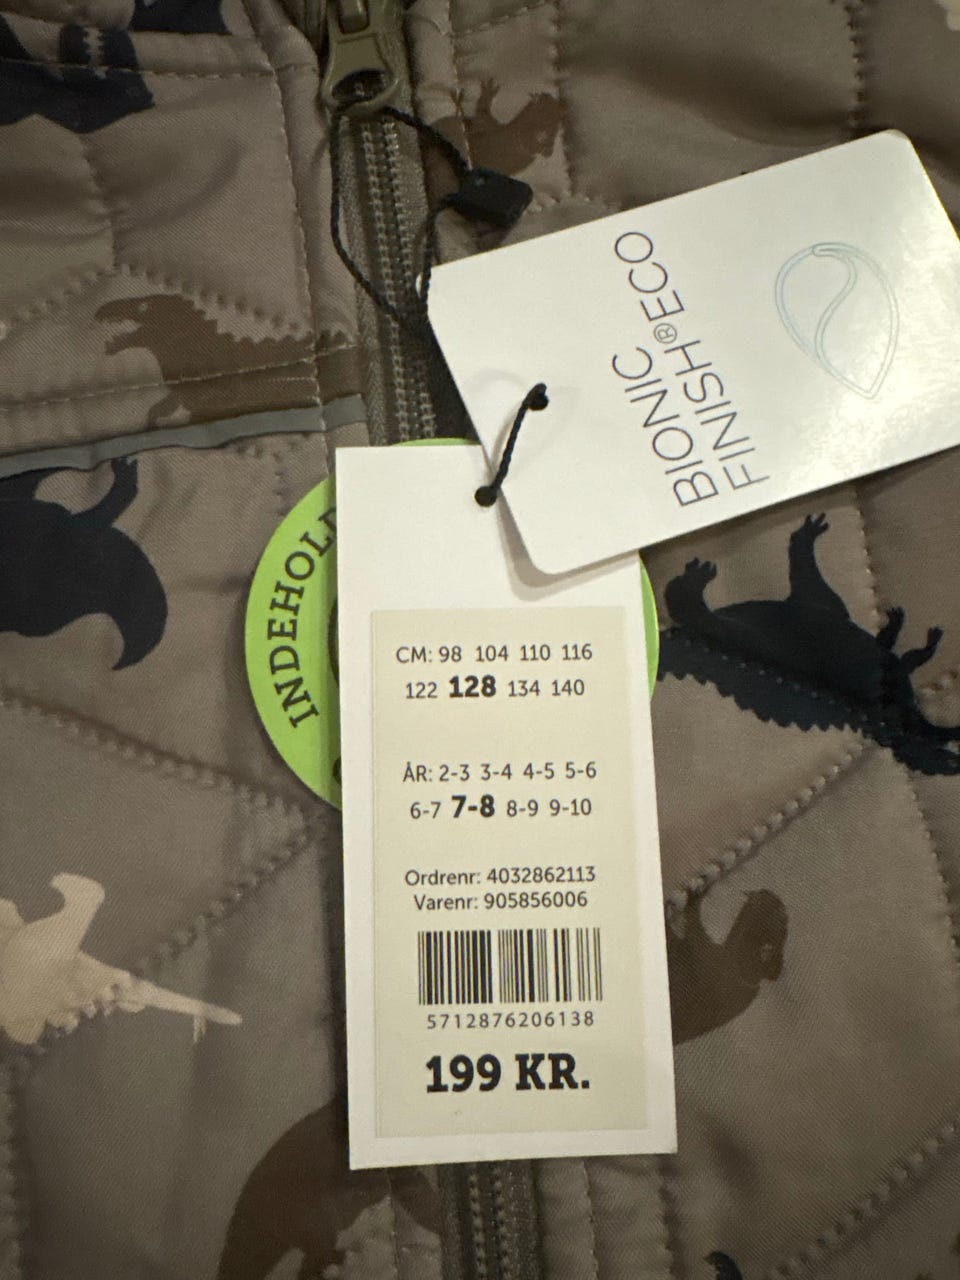 BIONIC
FINISH®ECO
INDEHOLD
CM: 98 104 110 116
122 128 134 140
ÅR: 2-3 3-4 4-5 5-6
6-7 7-8 8-9 9-10
Ordrenr: 4032862113
Varenr: 905856006
5712876206138
199 KR.